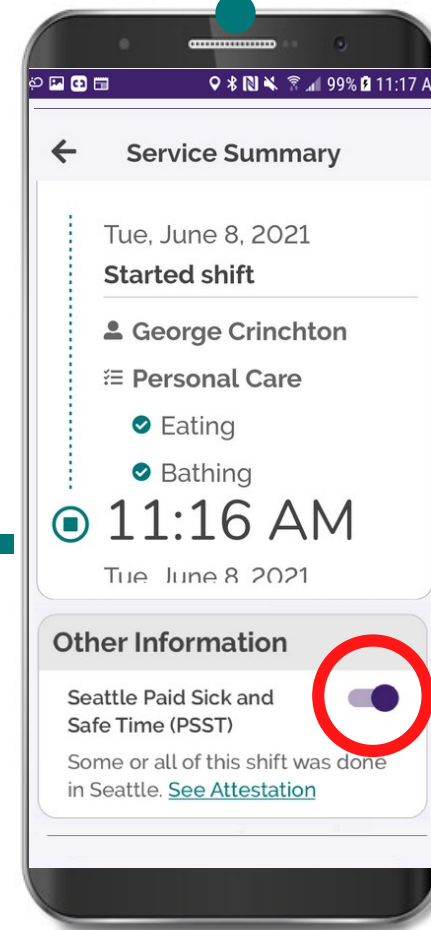 99% 11:17 A
Service Summary
Tue, June 8, 2021
Started shift
George Crinchton
Personal Care
Eating
Bathing
11:16 AM
Tue, June 8, 2021
Other Information
Seattle Paid Sick and
Safe Time (PSST)
Some or all of this shift was done
in Seattle. See Attestation